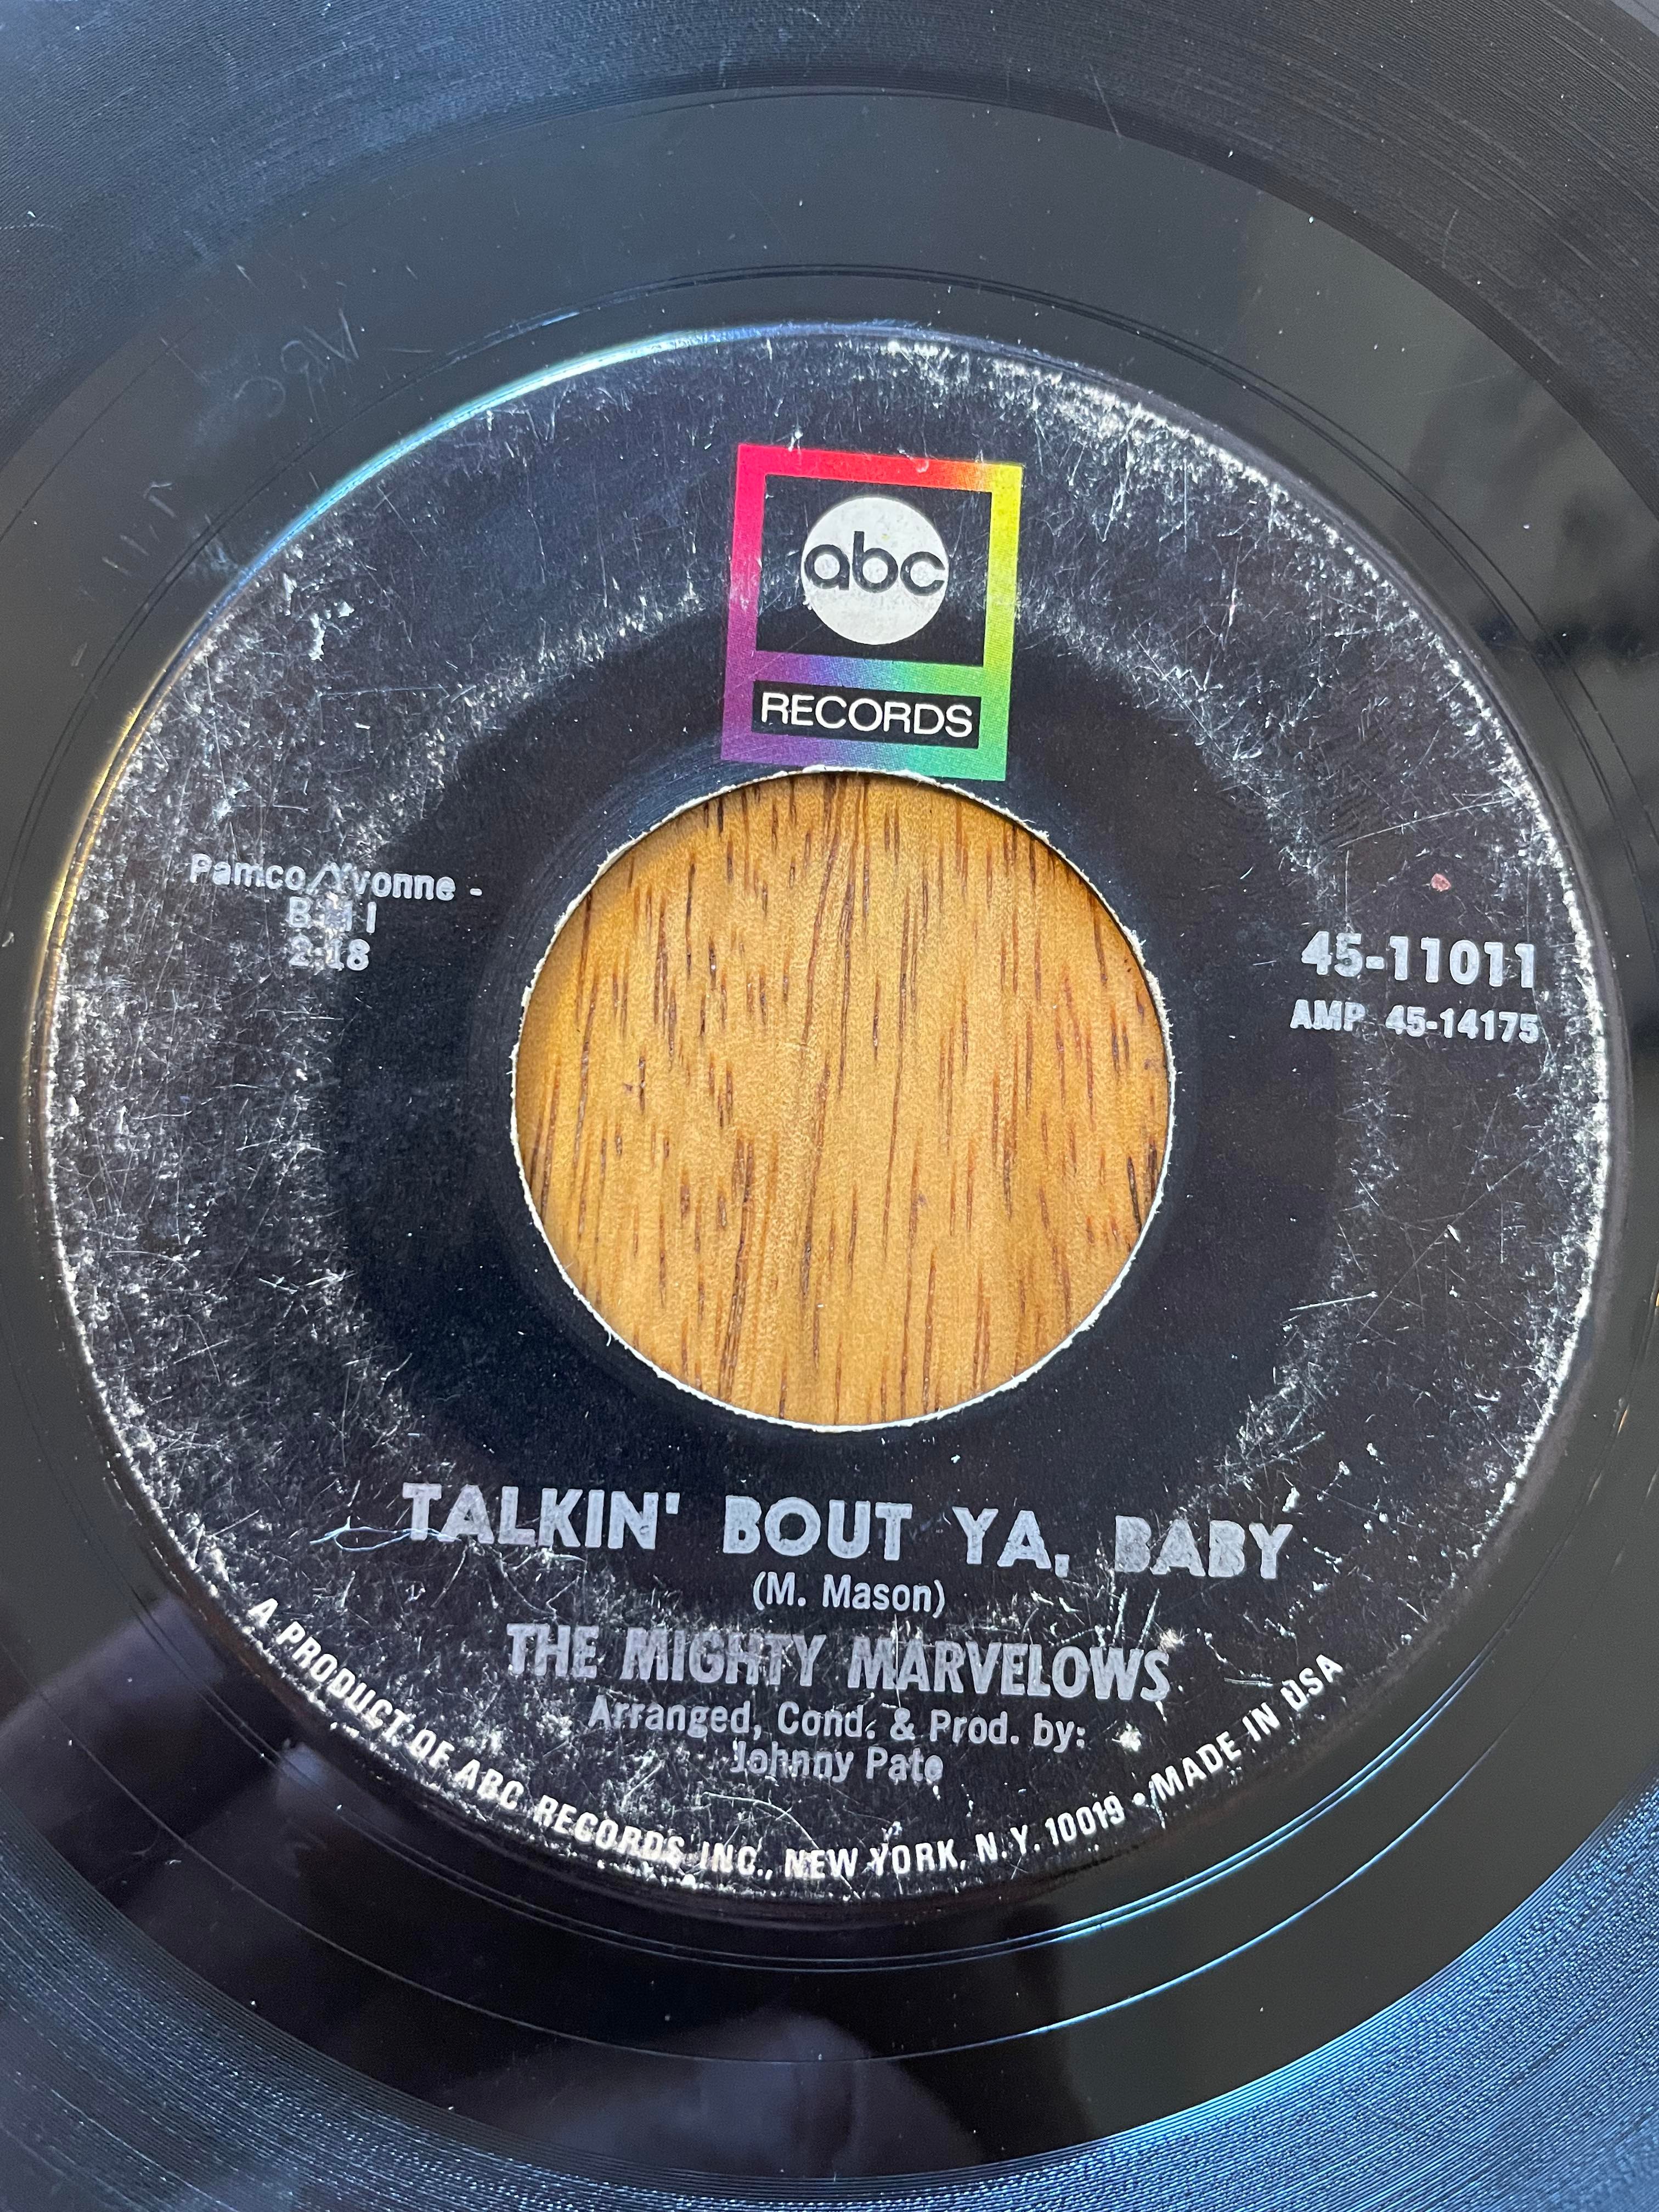 abc
RECORDS
Pamco/Yvonne -
BMI
2:18
45-11011
AMP 45-14175
TALKIN' BOUT YA, BABY
(M. Mason)
THE MIGHTY MARVELOWS
Arranged, Cond. & Prod. by:
Johnny Pate
A PRODUCT OF ABC RECORDS INC., NEW YORK, N.Y. 10019 • MADE IN USA